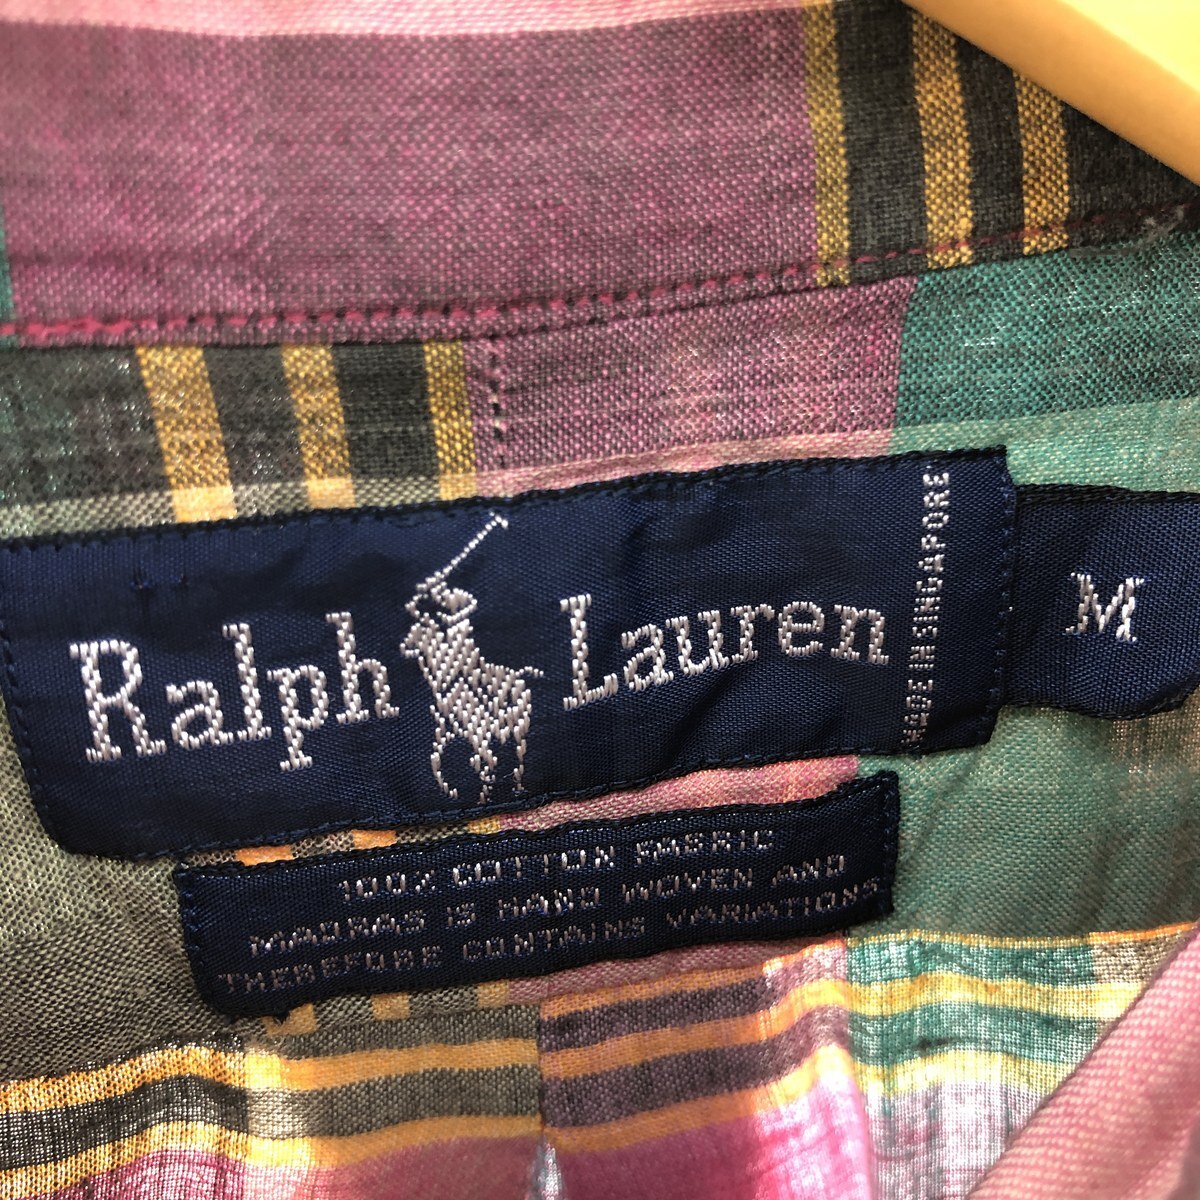 Ralph Lauren
MADE IN SINGAPORE
M
100% COTTON FABRIC
MADRAS IS HAND WOVEN AND
THEREFORE CONTAINS VARIATIONS